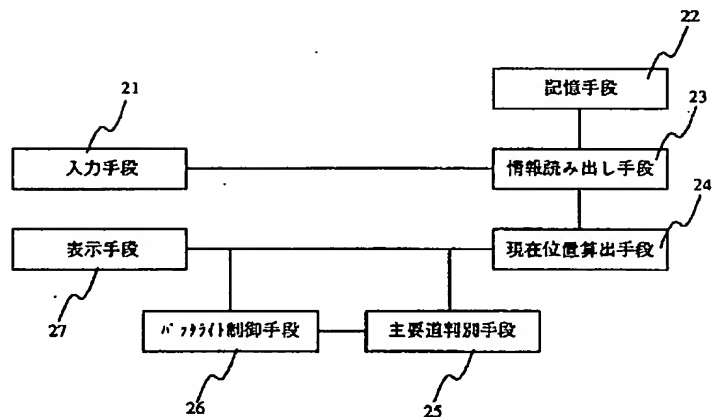 22
記憶手段
21
23
入力手段
情報読み出し手段
24
表示手段
現在位置算出手段
27
バックライト制御手段
主要道判別手段
26
25